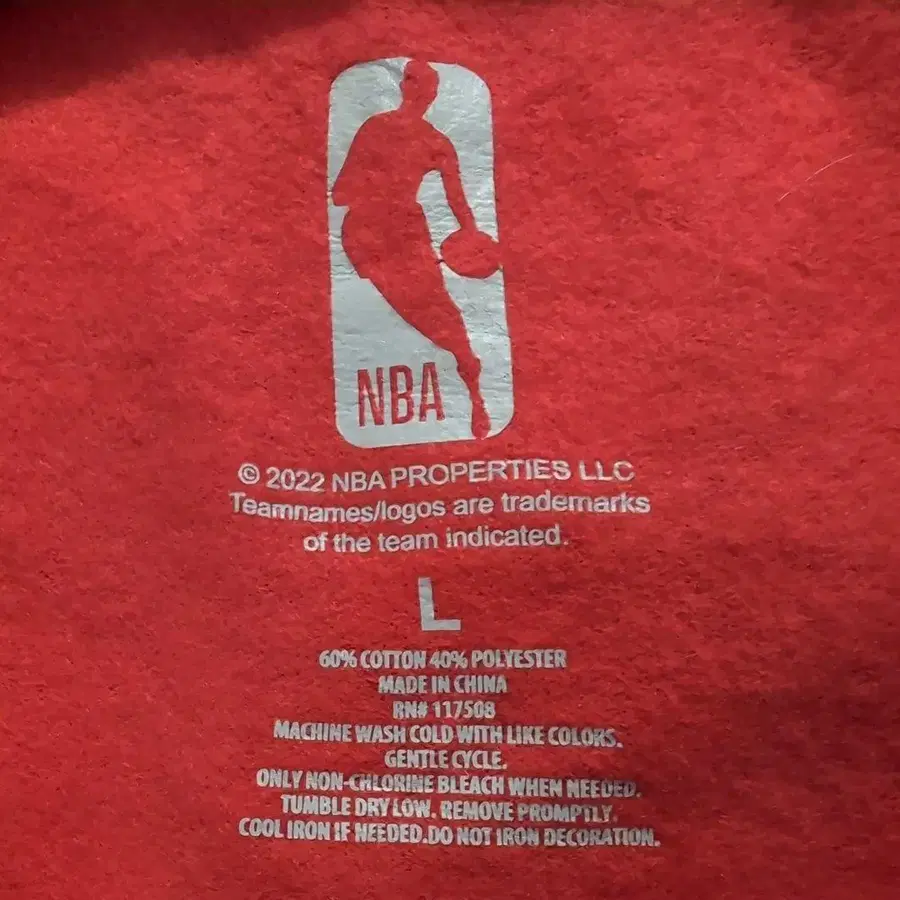 NBA
© 2022 NBA PROPERTIES LLC
Teamnames/logos are trademarks
of the team indicated.
L
60% COTTON 40% POLYESTER
MADE IN CHINA
RN# 117508
MACHINE WASH COLD WITH LIKE COLORS.
GENTLE CYCLE.
ONLY NON-CHLORINE BLEACH WHEN NEEDED.
TUMBLE DRY LOW. REMOVE PROMPTLY.
COOL IRON IF NEEDED.DO NOT IRON DECORATION.